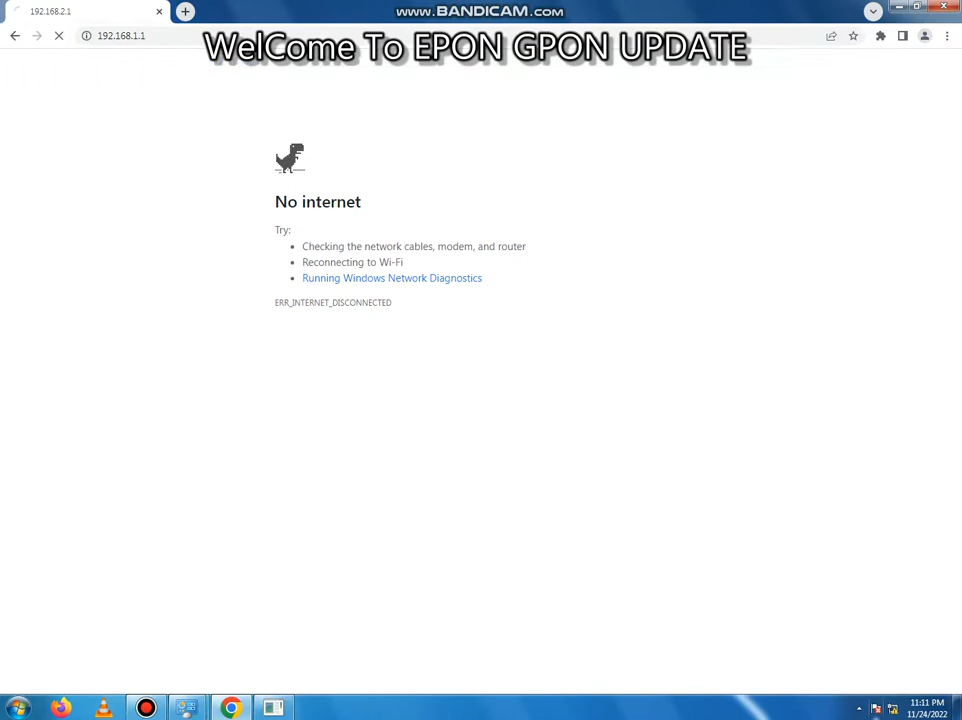 192.168.2.1
www.BANDICAM.com
192.168.1.1
WelCome To EPON GPON UPDATE
No internet
Try:
Checking the network cables, modem, and router
Reconnecting to Wi-Fi
Running Windows Network Diagnostics
ERR_INTERNET_DISCONNECTED
11:11 PM
11/24/2022